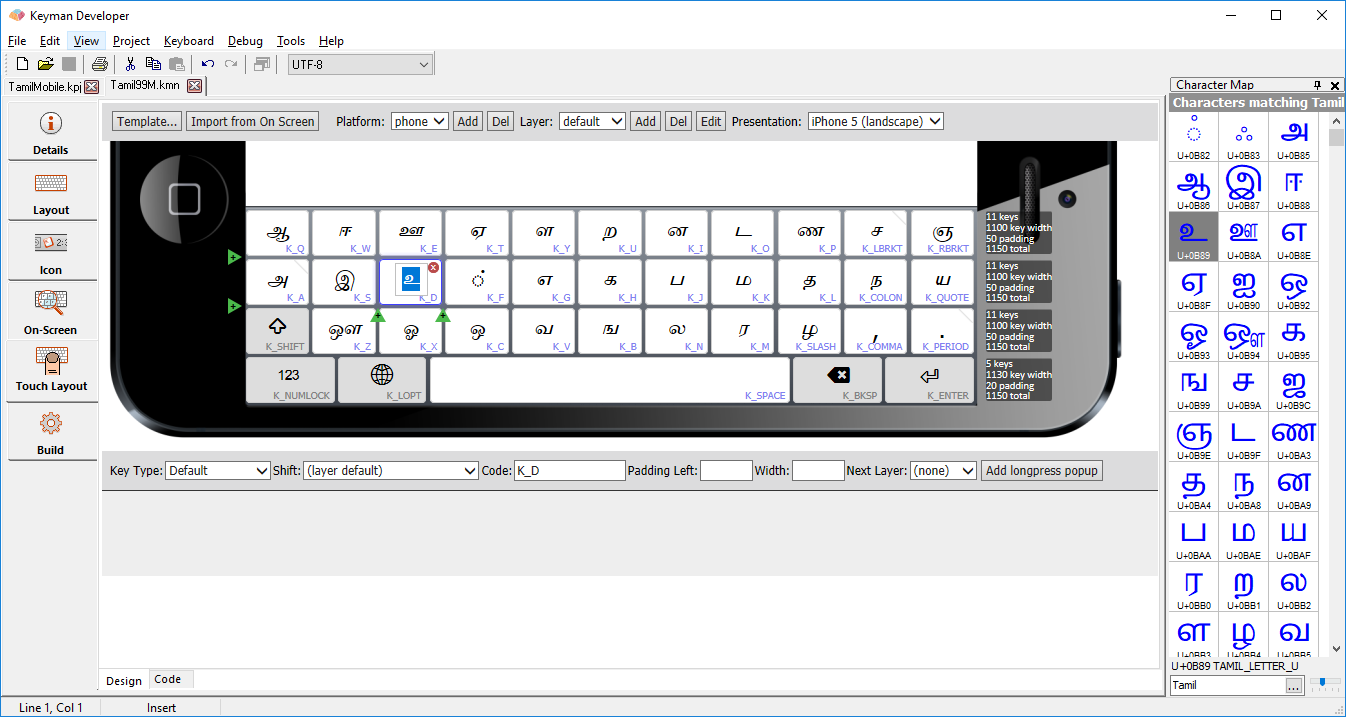 Keyman Developer
File Edit View Project Keyboard Debug Tools Help
UTF-8
TamilMobile.kpj Tamil99M.kmn
Character Map
Characters matching Tamil
Template... Import from On Screen Platform: phone Add Del Layer: default Add Del Edit Presentation: iPhone 5 (landscape)
Details
Layout
Icon
On-Screen
Touch Layout
Build
ஆ ஈ ஊ ஏ ள ற ன ட ண ச ஞ
K_Q K_W K_E K_T K_Y K_U K_I K_O K_P K_LBRKT K_RBRKT
11 keys
1100 key width
50 padding
1150 total
அ இ உ ஂ எ க ப ம த ந ய
K_A K_S K_D K_F K_G K_H K_J K_K K_L K_COLON K_QUOTE
11 keys
1100 key width
50 padding
1150 total
ஔ ஓ ஒ வ ங ல ர ழ , .
K_SHIFT K_Z K_X K_C K_V K_B K_N K_M K_SLASH K_COMMA K_PERIOD
11 keys
1100 key width
50 padding
1150 total
123
K_NUMLOCK K_LOPT K_SPACE K_BKSP K_ENTER
5 keys
1130 key width
20 padding
1150 total
Key Type: Default Shift: (layer default) Code: K_D Padding Left: Width: Next Layer: (none) Add longpress popup
ஂ ஃ அ
U+0B82 U+0B83 U+0B85
ஆ இ ஈ
U+0B86 U+0B87 U+0B88
உ ஊ எ
U+0B89 U+0B8A U+0B8E
ஏ ஐ ஒ
U+0B8F U+0B90 U+0B92
ஓ ஔ க
U+0B93 U+0B94 U+0B95
ங ச ஜ
U+0B99 U+0B9A U+0B9C
ஞ ட ண
U+0B9E U+0B9F U+0BA3
த ந ன
U+0BA4 U+0BA8 U+0BA9
ப ம ய
U+0BAA U+0BAE U+0BAF
ர ற ல
U+0BB0 U+0BB1 U+0BB2
ள ழ வ
U+0BB3 U+0BB4 U+0BB5
U+0B89 TAMIL_LETTER_U
Tamil ...
Design Code
Line 1, Col 1 Insert